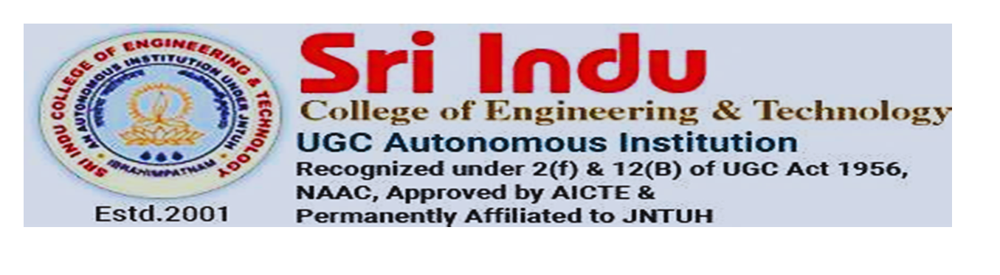 SRI INDU COLLEGE OF ENGINEERING & TECHNOLOGY
AN AUTONOMOUS INSTITUTION UNDER JNTUH
IBRAHIMPATNAM
Estd.2001
Sri Indu
College of Engineering & Technology
UGC Autonomous Institution
Recognized under 2(f) & 12(B) of UGC Act 1956,
NAAC, Approved by AICTE &
Permanently Affiliated to JNTUH